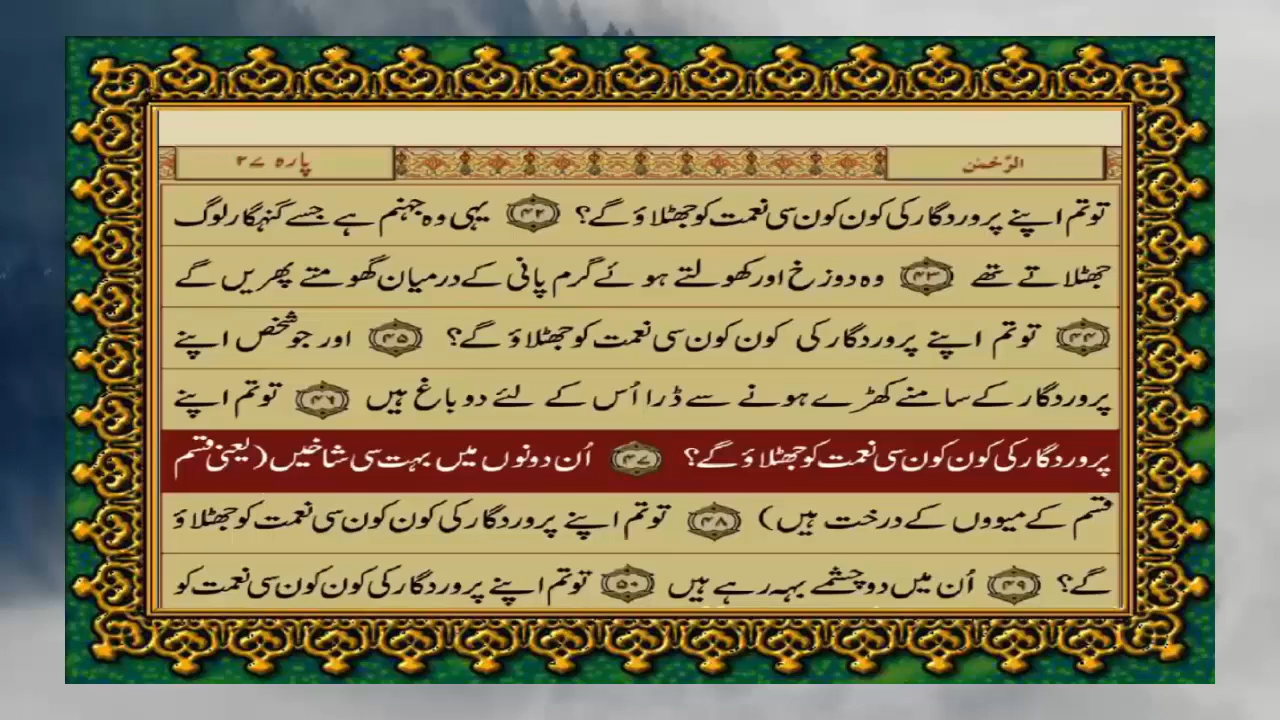 الرَّحْمٰن
پارہ ۲۷
توتم اپنے پروردگار کی کون کون سی نعمت کو جھٹلاؤ گے؟ ۴۲ یہی وہ جہنم ہے جسے گنہگار لوگ
جھٹلاتے تھے ۴۳ وہ دوزخ اور کھولتے ہوئے گرم پانی کے درمیان گھومتے پھریں گے
۴۴ توتم اپنے پروردگار کی کون کون سی نعمت کو جھٹلاؤ گے؟ ۴۵ اور جو شخص اپنے
پروردگار کے سامنے کھڑے ہونے سے ڈرا اُس کے لئے دو باغ ہیں ۴۶ توتم اپنے
پروردگار کی کون کون سی نعمت کو جھٹلاؤ گے؟ ۴۷ اُن دونوں میں بہت سی شاخیں (یعنی قسم
قسم کے میووں کے درخت ہیں) ۴۸ توتم اپنے پروردگار کی کون کون سی نعمت کو جھٹلاؤ
گے؟ ۴۹ اُن میں دو چشمے بہہ رہے ہیں ۵۰ توتم اپنے پروردگار کی کون کون سی نعمت کو